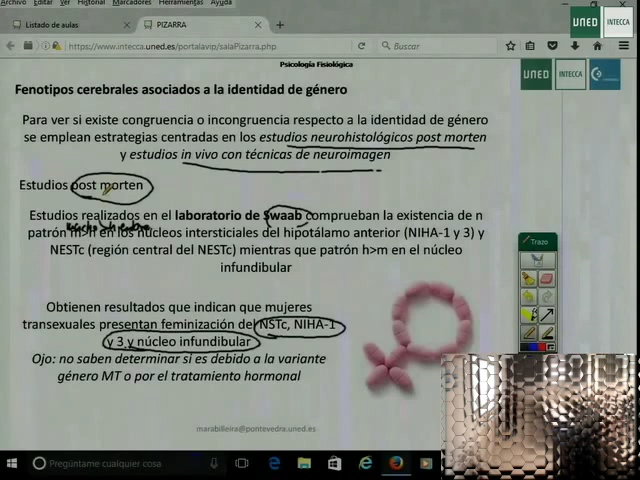 Nuevo Ver Historial Marcadores Herramientas Ayuda
Listado de aulas
PIZARRA
https://www.intecca.uned.es/portalavip/salaPizarra.php
Buscar
UNED
INTECCA
Psicología Fisiológica
UNED
INTECCA
Fenotipos cerebrales asociados a la identidad de género
Para ver si existe congruencia o incongruencia respecto a la identidad de género
se emplean estrategias centradas en los estudios neurohistológicos post morten
y estudios in vivo con técnicas de neuroimagen
Estudios post morten
Estudios realizados en el laboratorio de Swaab comprueban la existencia de n
patrón m>h en los núcleos intersticiales del hipotálamo anterior (NIHA-1 y 3) y
NESTc (región central del NESTc) mientras que patrón h>m en el núcleo
infundibular
Obtienen resultados que indican que mujeres
transexuales presentan feminización del NSTc, NIHA-1
y 3 y núcleo infundibular
Ojo: no saben determinar si es debido a la variante
género MT o por el tratamiento hormonal
Trazo
marabilleira@pontevedra.uned.es
Pregúntame cualquier cosa